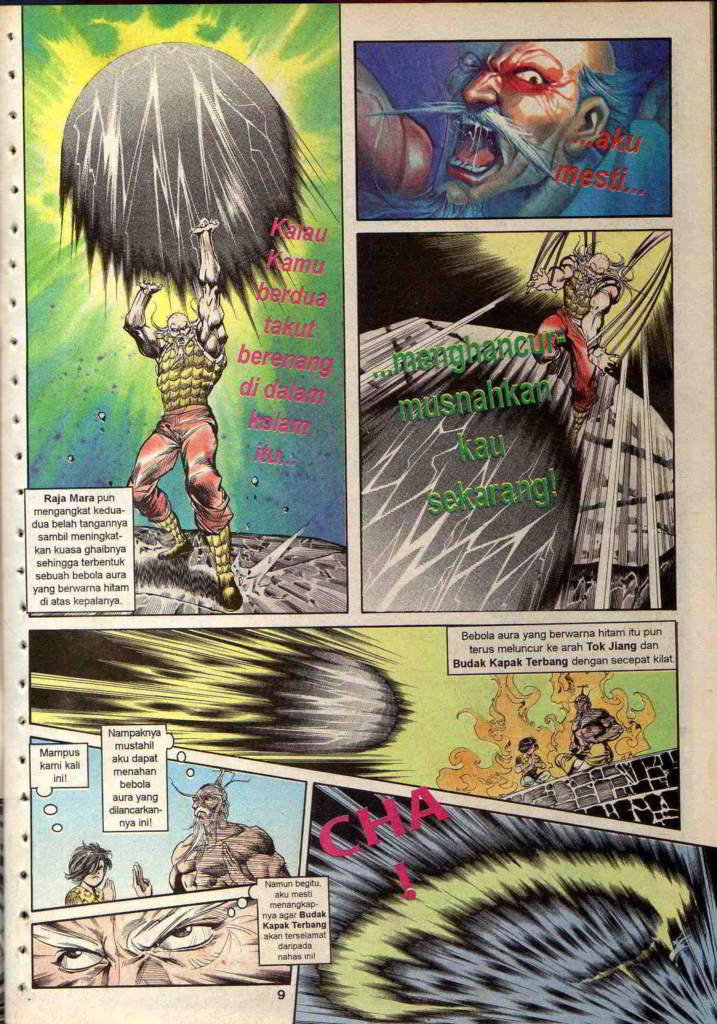 Kalau
Kamu
berdua
takut
berenang
di dalam
kolam
itu...
Raja Mara pun
mengangkat kedua-
dua belah tangannya
sambil meningkat-
kan kuasa ghaibnya
sehingga terbentuk
sebuah bebola aura
yang berwarna hitam
di atas kepalanya.
...aku
mesti...
...menghancur-
musnahkan
kau
sekarang!
Bebola aura yang berwarna hitam itu pun
terus meluncur ke arah Tok Jiang dan
Budak Kapak Terbang dengan secepat kilat.
Mampus
kami kali
ini!
Nampaknya
mustahil
aku dapat
menahan
bebola
aura yang
dilancarkan-
nya ini!
Namun begitu,
aku mesti
menangkap-
nya agar Budak
Kapak Terbang
akan terselamat
daripada
nahas ini!
CHA
!
9